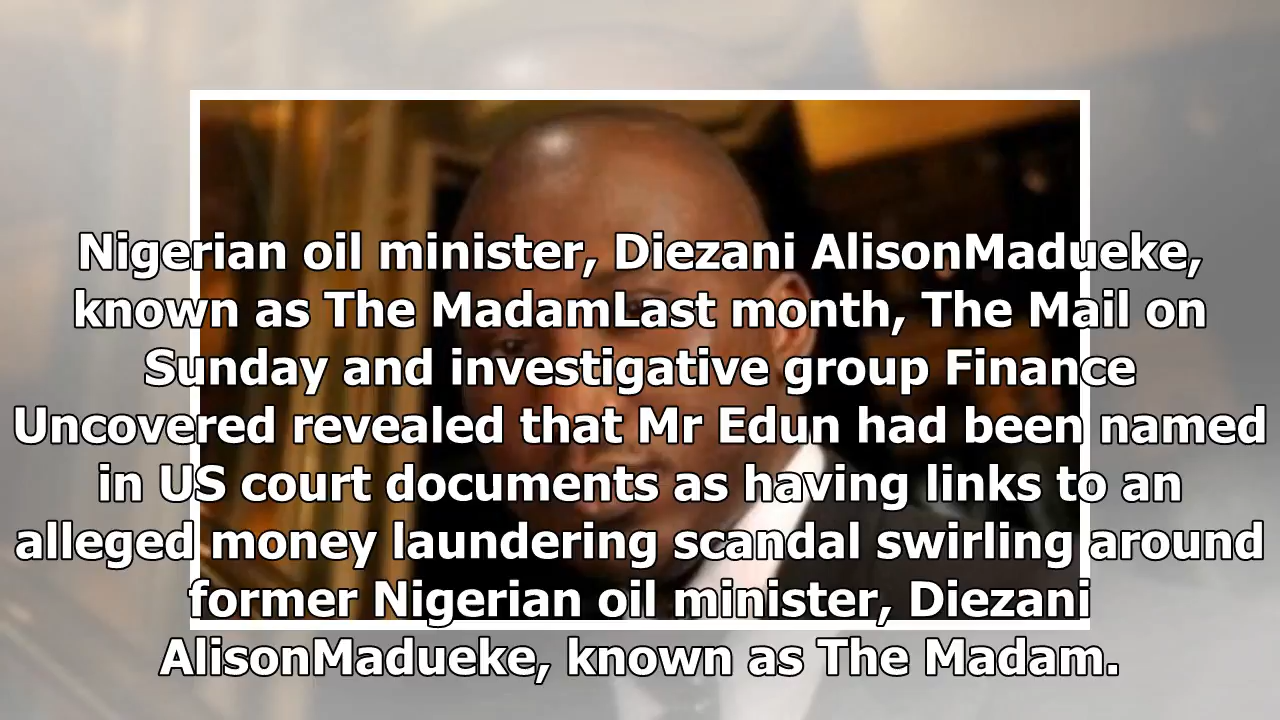 Nigerian oil minister, Diezani AlisonMadueke,
known as The MadamLast month, The Mail on
Sunday and investigative group Finance
Uncovered revealed that Mr Edun had been named
in US court documents as having links to an
alleged money laundering scandal swirling around
former Nigerian oil minister, Diezani
AlisonMadueke, known as The Madam.